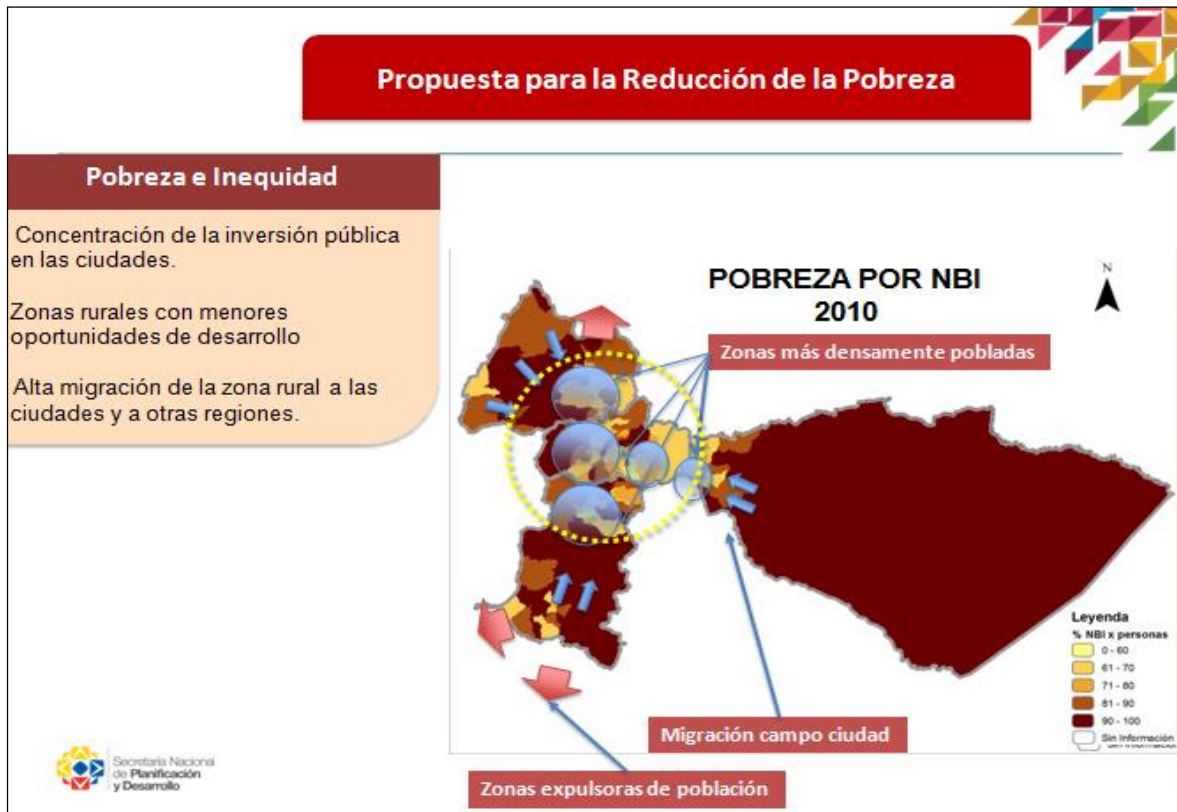 Propuesta para la Reducción de la Pobreza
Pobreza e Inequidad
Concentración de la inversión pública
en las ciudades.
Zonas rurales con menores
oportunidades de desarrollo
Alta migración de la zona rural a las
ciudades y a otras regiones.
POBREZA POR NBI
2010
N
Zonas más densamente pobladas
Leyenda
% NBI x personas
0 - 60
61 - 70
71 - 80
81 - 90
90 - 100
Sin Información
Migración campo ciudad
Zonas expulsoras de población
Secretaría Nacional
de Planificación
y Desarrollo